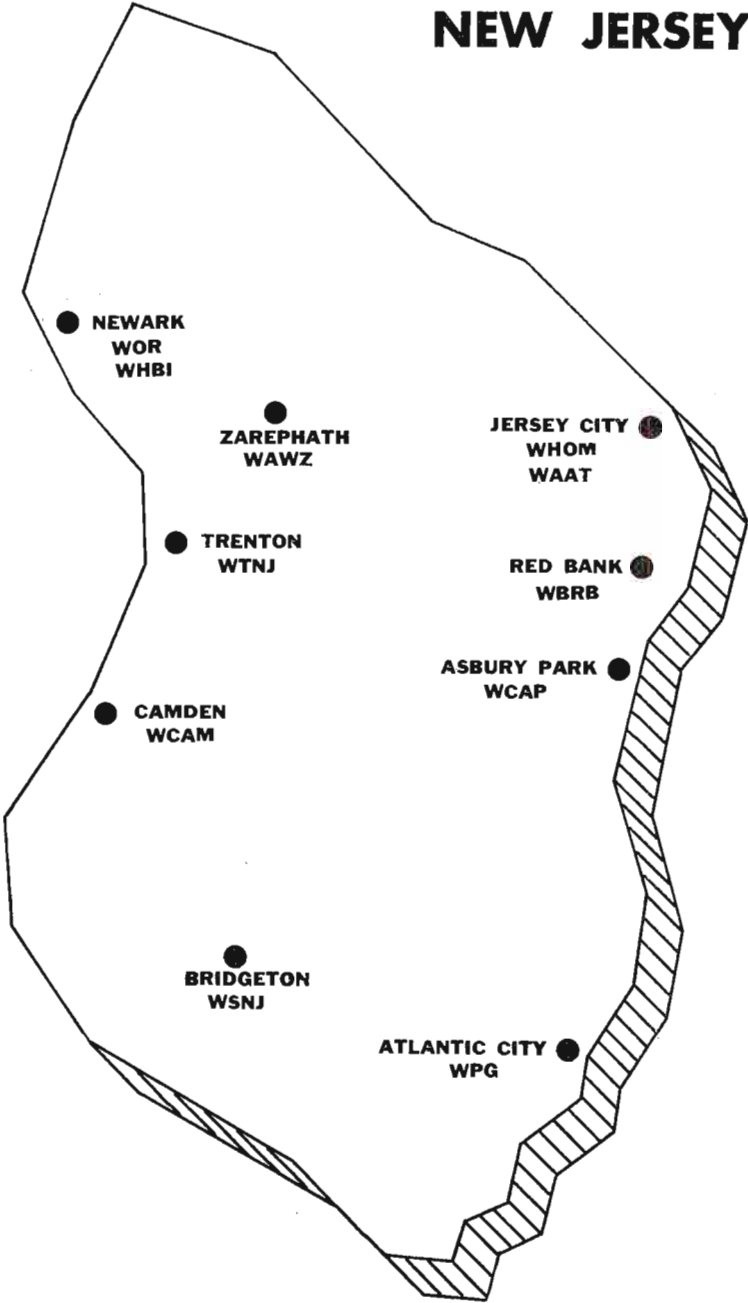 NEW JERSEY
NEWARK
WOR
WHBI
ZAREPHATH
WAWZ
JERSEY CITY
WHOM
WAAT
TRENTON
WTNJ
RED BANK
WBRB
ASBURY PARK
WCAP
CAMDEN
WCAM
BRIDGETON
WSNJ
ATLANTIC CITY
WPG